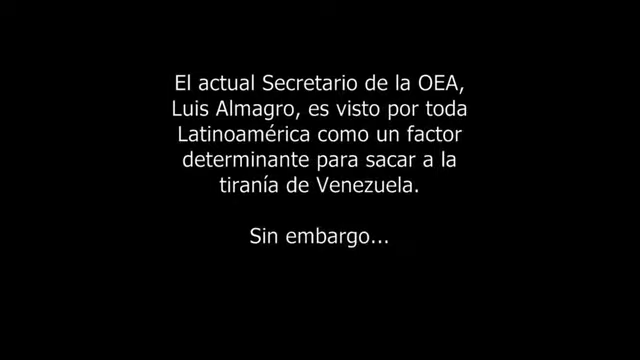 El actual Secretario de la OEA,
Luis Almagro, es visto por toda
Latinoamérica como un factor
determinante para sacar a la
tiranía de Venezuela.
Sin embargo...